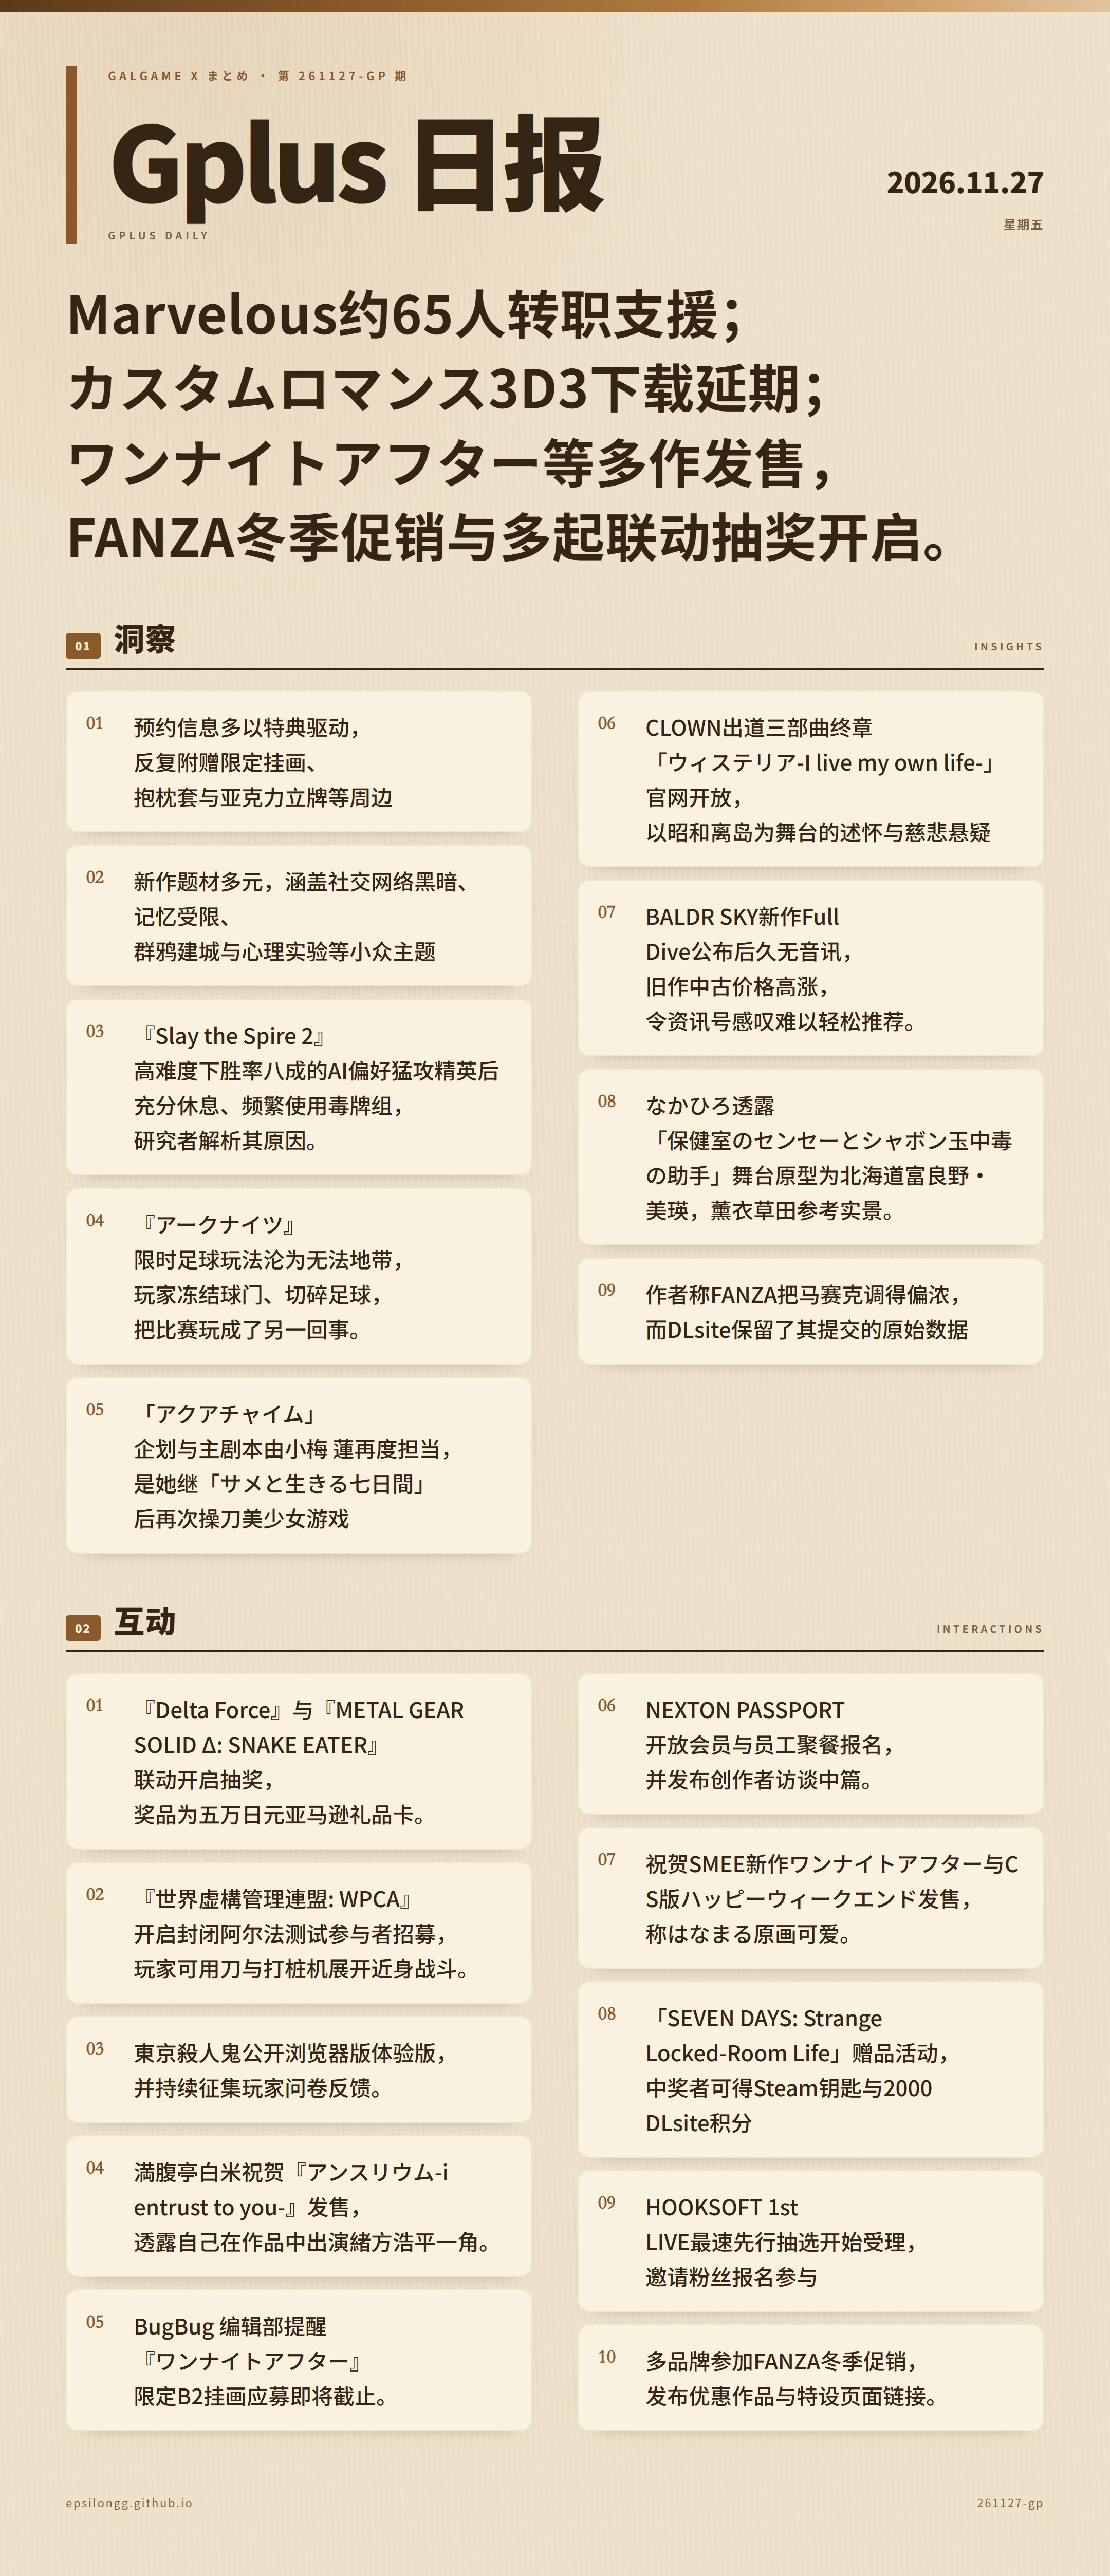 GALGAME X まとめ · 第 261127-GP 期
Gplus 日报
GPLUS DAILY
2026.11.27
星期五
Marvelous约65人转职支援；
カスタムロマンス3D3下载延期；
ワンナイトアフター等多作发售，
FANZA冬季促销与多起联动抽奖开启。
01 洞察
INSIGHTS
01
预约信息多以特典驱动，
反复附赠限定挂画、
抱枕套与亚克力立牌等周边
02
新作题材多元，涵盖社交网络黑暗、
记忆受限、
群鸦建城与心理实验等小众主题
03
『Slay the Spire 2』
高难度下胜率八成的AI偏好猛攻精英后
充分休息、频繁使用毒牌组，
研究者解析其原因。
04
『アークナイツ』
限时足球玩法沦为无法地带，
玩家冻结球门、切碎足球，
把比赛玩成了另一回事。
05
「アクアチャイム」
企划与主剧本由小梅 蓮再度担当，
是她继「サメと生きる七日間」
后再次操刀美少女游戏
06
CLOWN出道三部曲终章
「ウィステリア-I live my own life-」
官网开放，
以昭和离岛为舞台的述怀与慈悲悬疑
07
BALDR SKY新作Full
Dive公布后久无音讯，
旧作中古价格高涨，
令资讯号感叹难以轻松推荐。
08
なかひろ透露
「保健室のセンセーとシャボン玉中毒
の助手」舞台原型为北海道富良野・
美瑛，薰衣草田参考实景。
09
作者称FANZA把马赛克调得偏浓，
而DLsite保留了其提交的原始数据
02 互动
INTERACTIONS
01
『Delta Force』与『METAL GEAR
SOLID Δ: SNAKE EATER』
联动开启抽奖，
奖品为五万日元亚马逊礼品卡。
02
『世界虚構管理連盟: WPCA』
开启封闭阿尔法测试参与者招募，
玩家可用刀与打桩机展开近身战斗。
03
東京殺人鬼公开浏览器版体验版，
并持续征集玩家问卷反馈。
04
満腹亭白米祝贺『アンスリウム-i
entrust to you-』发售，
透露自己在作品中出演緒方浩平一角。
05
BugBug 编辑部提醒
『ワンナイトアフター』
限定B2挂画应募即将截止。
06
NEXTON PASSPORT
开放会员与员工聚餐报名，
并发布创作者访谈中篇。
07
祝贺SMEE新作ワンナイトアフター与C
S版ハッピーウィークエンド发售，
称はなまる原画可爱。
08
「SEVEN DAYS: Strange
Locked-Room Life」赠品活动，
中奖者可得Steam钥匙与2000
DLsite积分
09
HOOKSOFT 1st
LIVE最速先行抽选开始受理，
邀请粉丝报名参与
10
多品牌参加FANZA冬季促销，
发布优惠作品与特设页面链接。
epsilongg.github.io
261127-gp